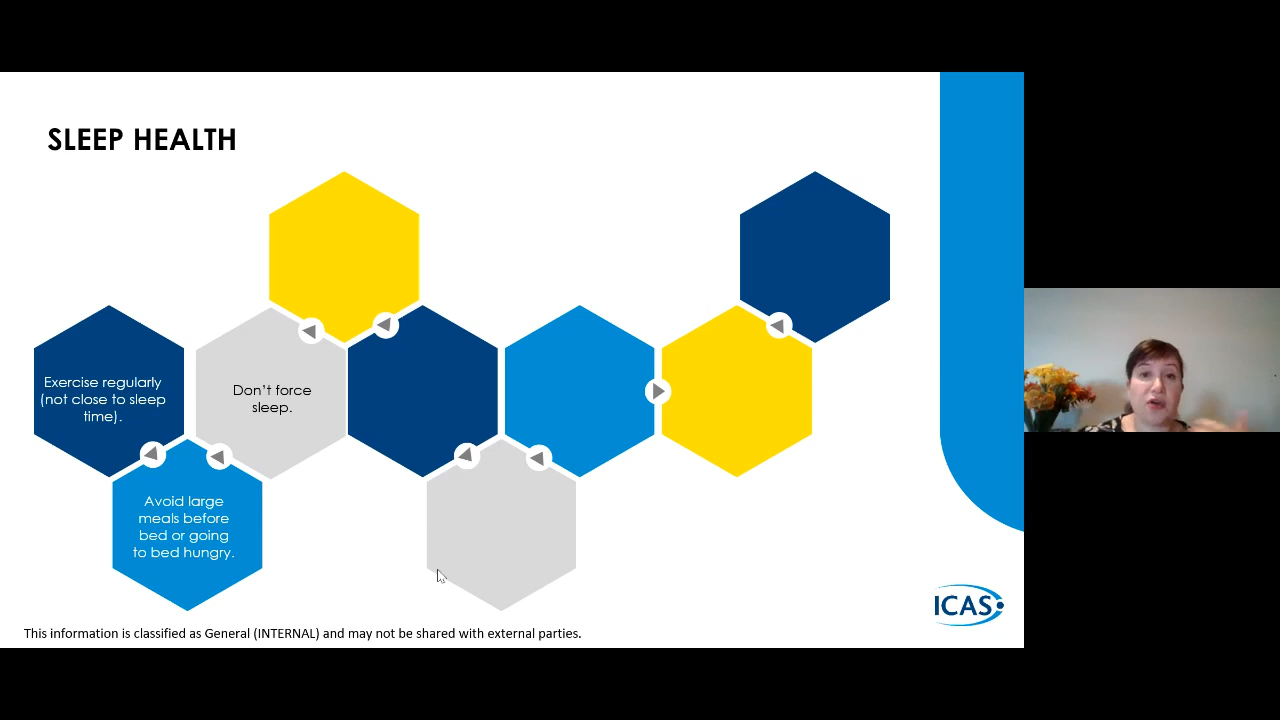 SLEEP HEALTH
Exercise regularly
(not close to sleep
time).
Don't force
sleep.
Avoid large
meals before
bed or going
to bed hungry.
ICAS
This information is classified as General (INTERNAL) and may not be shared with external parties.